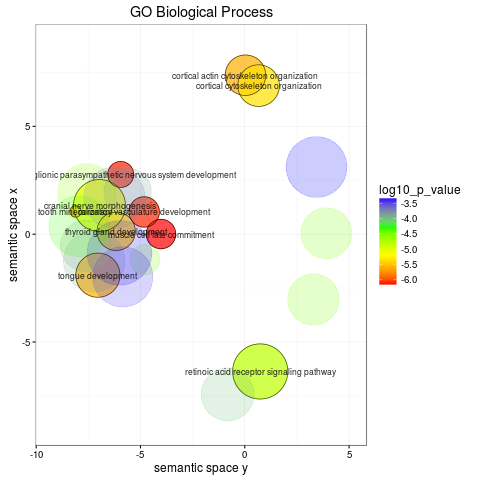 GO Biological Process
cortical actin cytoskeleton organization
cortical cytoskeleton organization
glionic parasympathetic nervous system development
cranial nerve morphogenesis
tooth mineralization
vasculature development
thyroid gland development
muscle cell fate commitment
tongue development
retinoic acid receptor signaling pathway
semantic space x
5
0
-5
-10
-5
0
5
semantic space y
log10_p_value
-3.5
-4.0
-4.5
-5.0
-5.5
-6.0